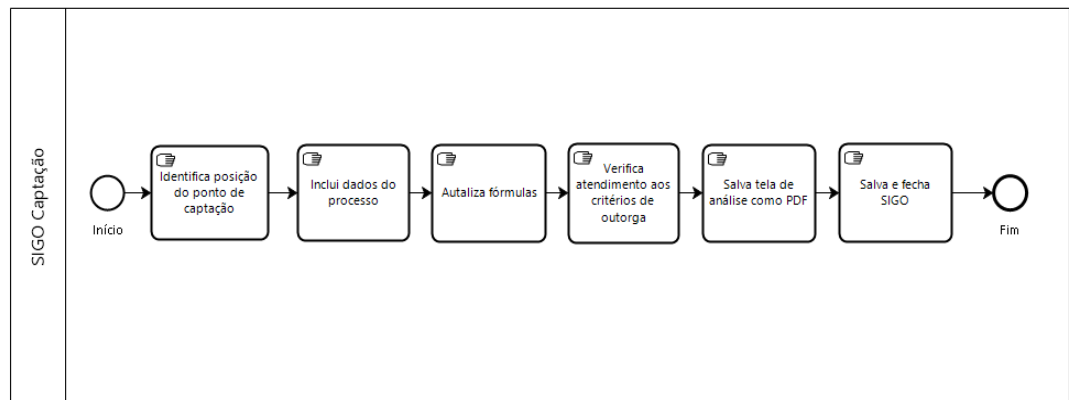 SIGO Captação
Início
Identifica posição
do ponto de
captação
Inclui dados do
processo
Autaliza fórmulas
Verifica
atendimento aos
critérios de
outorga
Salva tela de
análise como PDF
Salva e fecha
SIGO
Fim